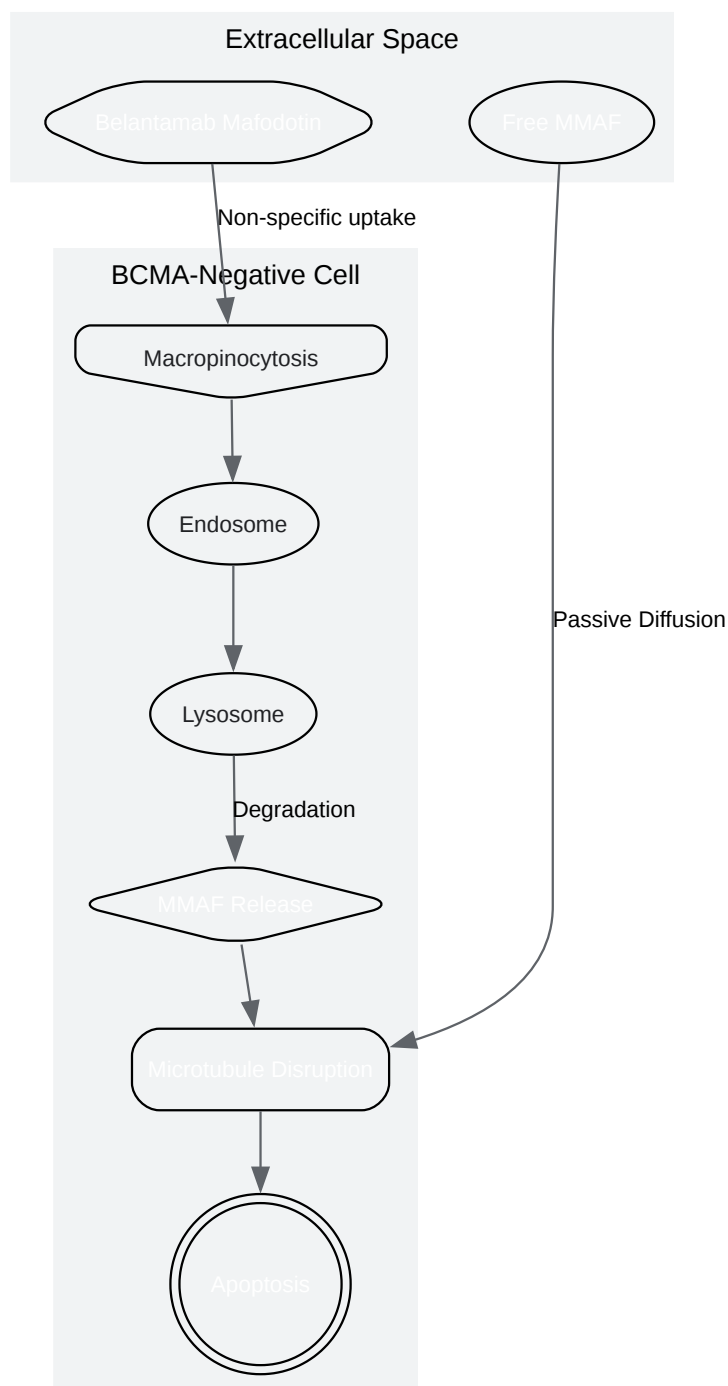 Extracellular Space
Belantamab Mafodotin
Free MMAF
Non-specific uptake
BCMA-Negative Cell
Macropinocytosis
Endosome
Passive Diffusion
Lysosome
Degradation
MMAF Release
Microtubule Disruption
Apoptosis